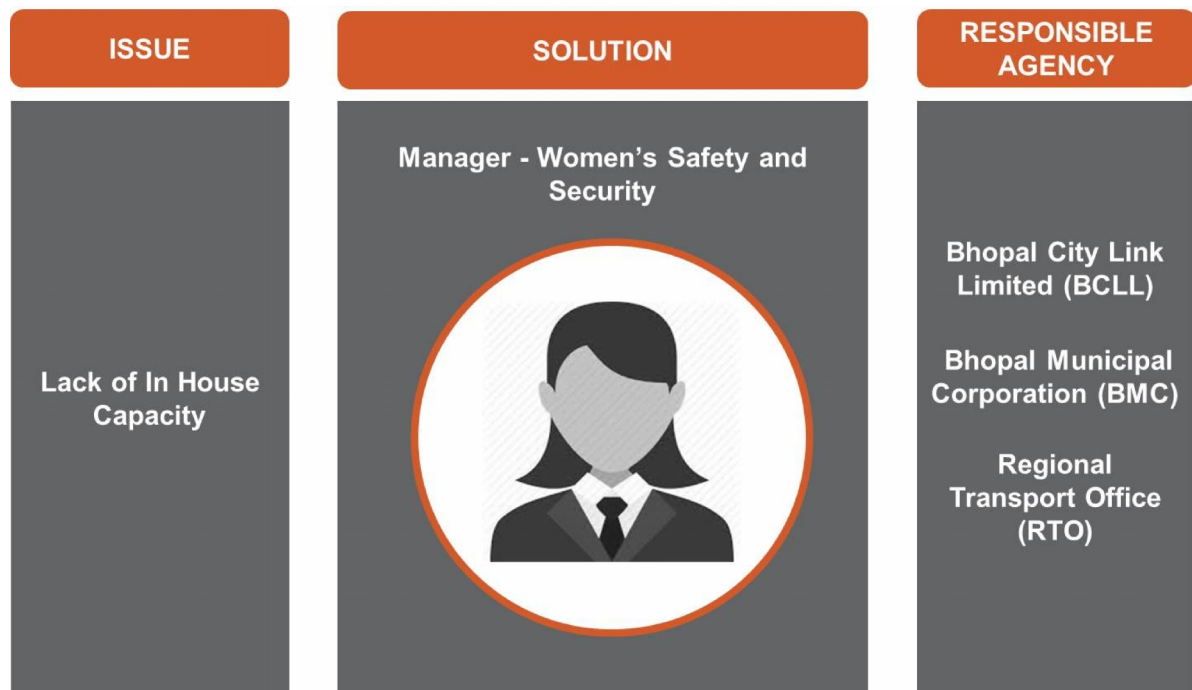 ISSUE
SOLUTION
RESPONSIBLE
AGENCY
Lack of In House
Capacity
Manager - Women's Safety and
Security
Bhopal City Link
Limited (BCLL)
Bhopal Municipal
Corporation (BMC)
Regional
Transport Office
(RTO)